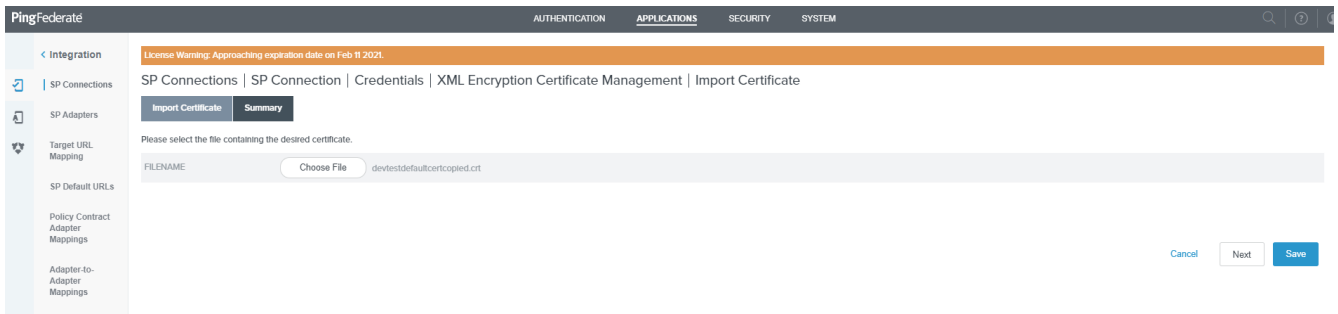 PingFederate AUTHENTICATION APPLICATIONS SECURITY SYSTEM
< Integration
SP Connections
SP Adapters
Target URL
Mapping
SP Default URLs
Policy Contract
Adapter
Mappings
Adapter-to-
Adapter
Mappings
License Warning: Approaching expiration date on Feb 11 2021.
SP Connections | SP Connection | Credentials | XML Encryption Certificate Management | Import Certificate
Import Certificate Summary
Please select the file containing the desired certificate.
FILENAME Choose File devtestdefaultcertcopied.crt
Cancel Next Save